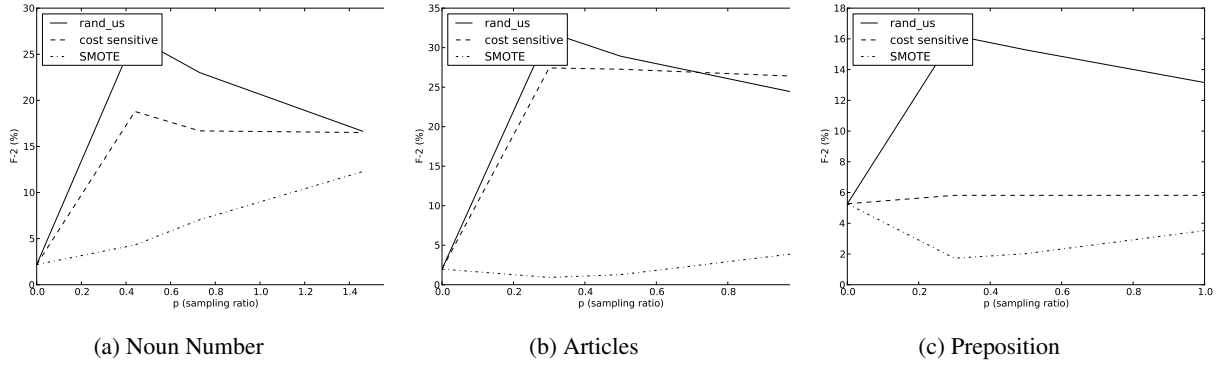 30
25
20
15
10
5
0
F-2 (%)
rand_us
cost sensitive
SMOTE
0.0 0.2 0.4 0.6 0.8 1.0 1.2 1.4
p (sampling ratio)
(a) Noun Number
35
30
25
20
15
10
5
0
F-2 (%)
rand_us
cost sensitive
SMOTE
0.0 0.2 0.4 0.6 0.8
p (sampling ratio)
(b) Articles
18
16
14
12
10
8
6
4
2
0
F-2 (%)
rand_us
cost sensitive
SMOTE
0.0 0.2 0.4 0.6 0.8 1.0
p (sampling ratio)
(c) Preposition